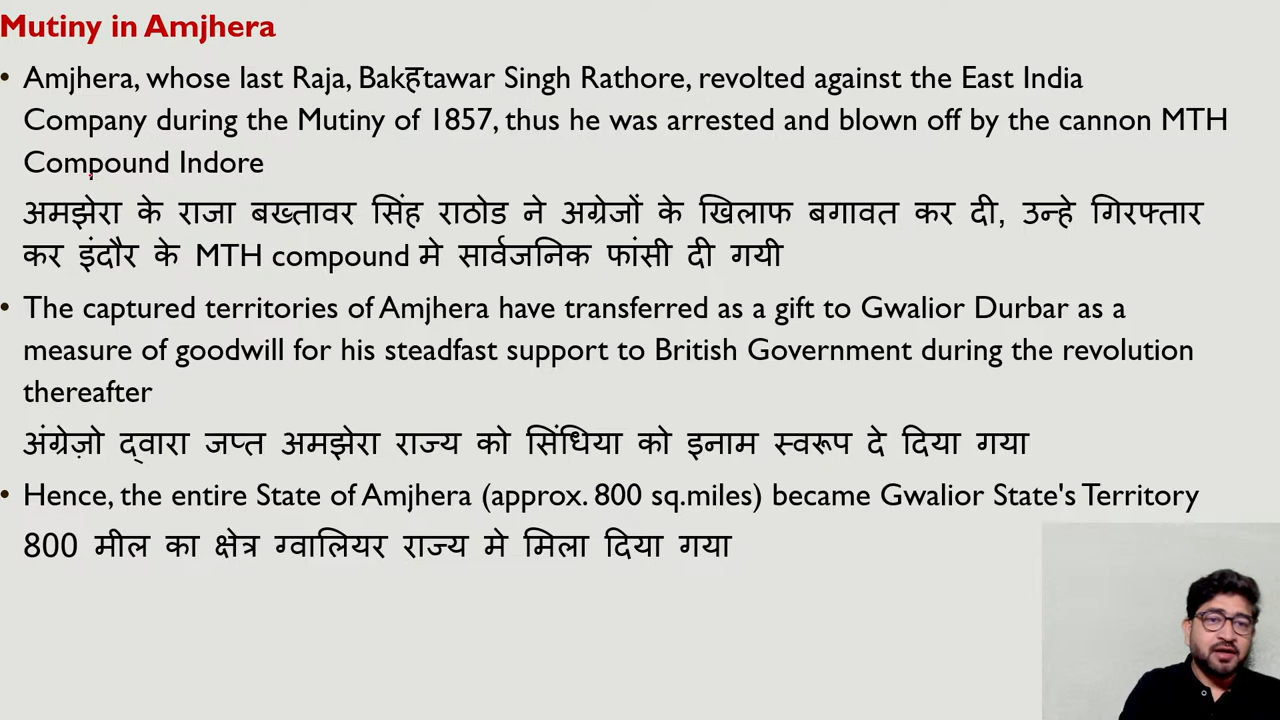 Mutiny in Amjhera
• Amjhera, whose last Raja, Bakहtawar Singh Rathore, revolted against the East India
Company during the Mutiny of 1857, thus he was arrested and blown off by the cannon MTH
Compound Indore
अमझेरा के राजा बख्तावर सिंह राठोड ने अग्रेजों के खिलाफ बगावत कर दी, उन्हे गिरफ्तार
कर इंदौर के MTH compound मे सार्वजनिक फांसी दी गयी
• The captured territories of Amjhera have transferred as a gift to Gwalior Durbar as a
measure of goodwill for his steadfast support to British Government during the revolution
thereafter
अंग्रेज़ो द्वारा जप्त अमझेरा राज्य को सिंधिया को इनाम स्वरूप दे दिया गया
• Hence, the entire State of Amjhera (approx. 800 sq.miles) became Gwalior State's Territory
800 मील का क्षेत्र ग्वालियर राज्य मे मिला दिया गया